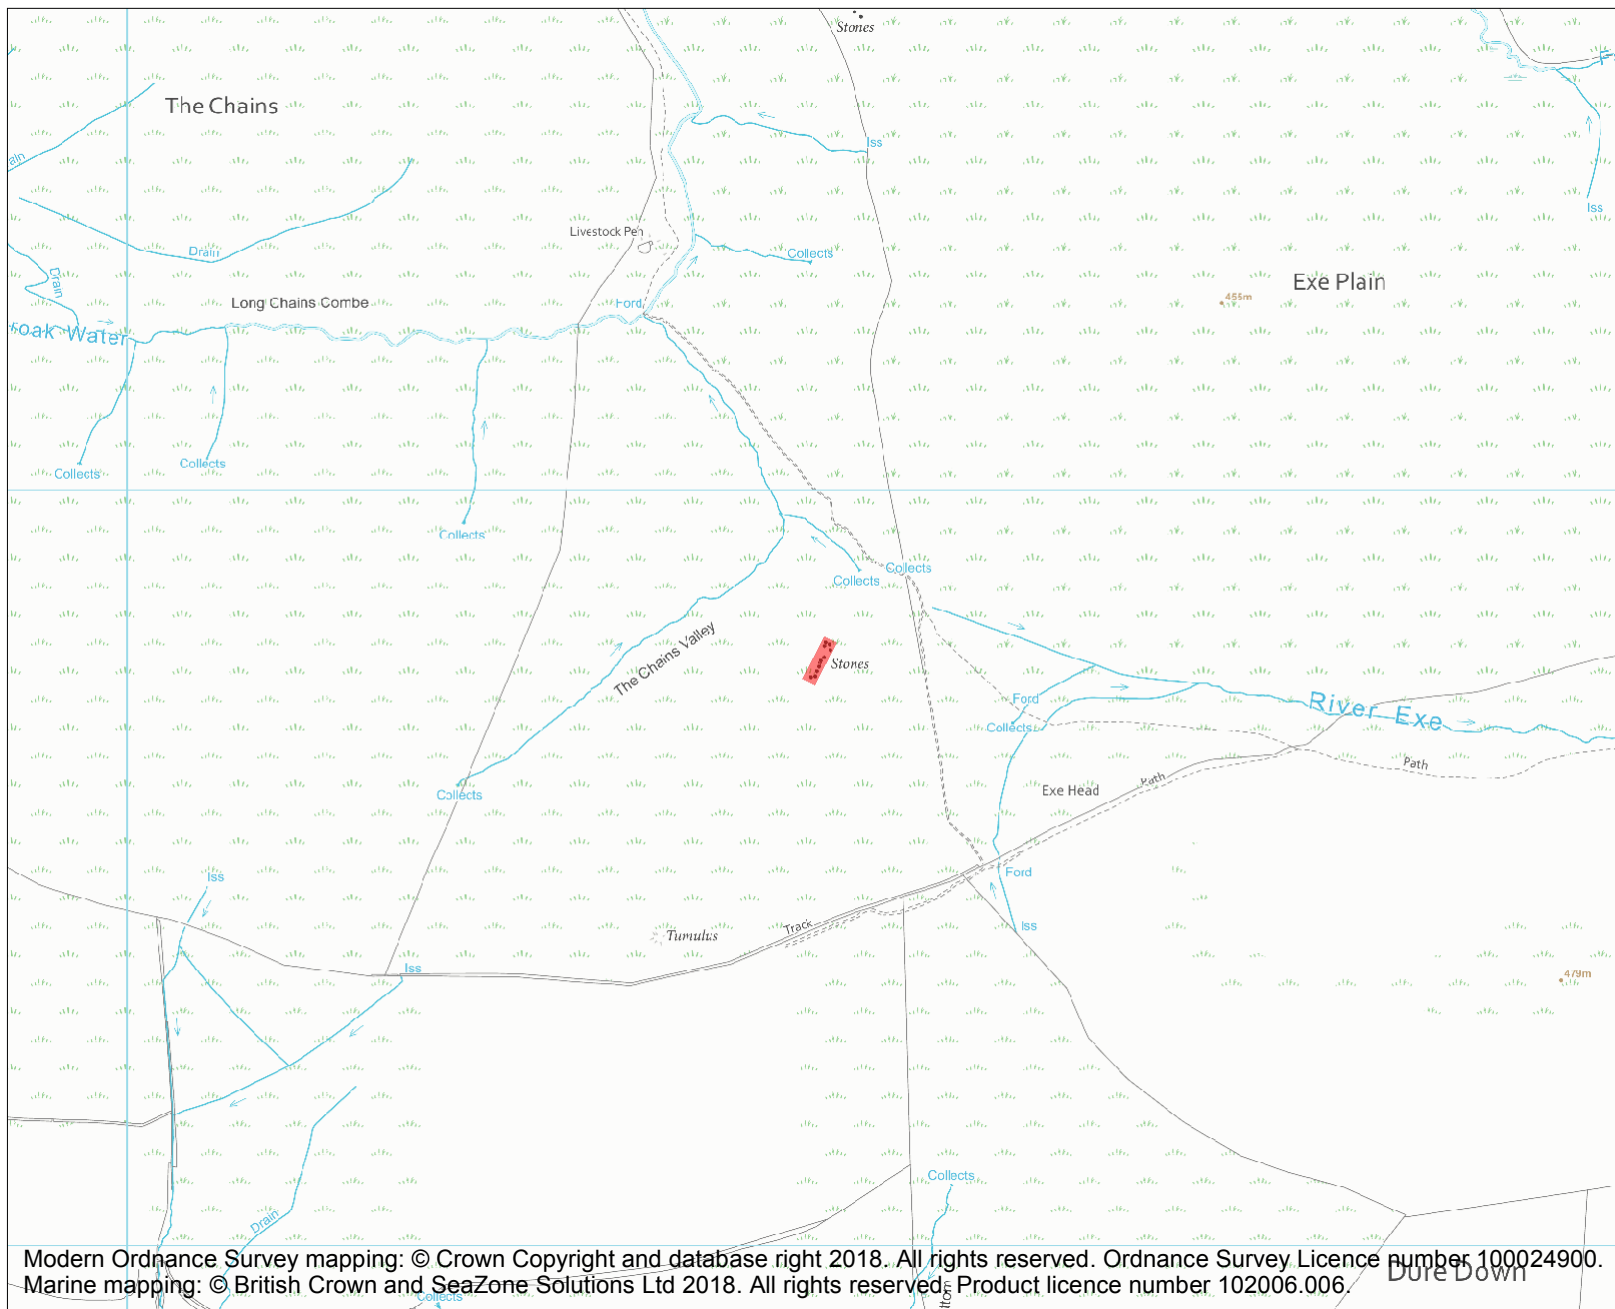 Stones
The Chains
Iss
Iss
Livestock Pen
Drain
Collects
Drain
Exe Plain
455m
Long Chains Combe
Ford
roak Water
Collects
Collects
Collects
Collects
Collects
The Chains Valley
Stones
Ford
River Exe
Collects
Path
Path
Exe Head
Collects
Ford
Iss
Iss
Track
Tumulus
Iss
479m
Collects
Drain
Modern Ordnance Survey mapping: © Crown Copyright and database right 2018. All rights reserved. Ordnance Survey Licence number 100024900.
Marine mapping: © British Crown and SeaZone Solutions Ltd 2018. All rights reserved. Product licence number 102006.006.
Dure Down
Collects